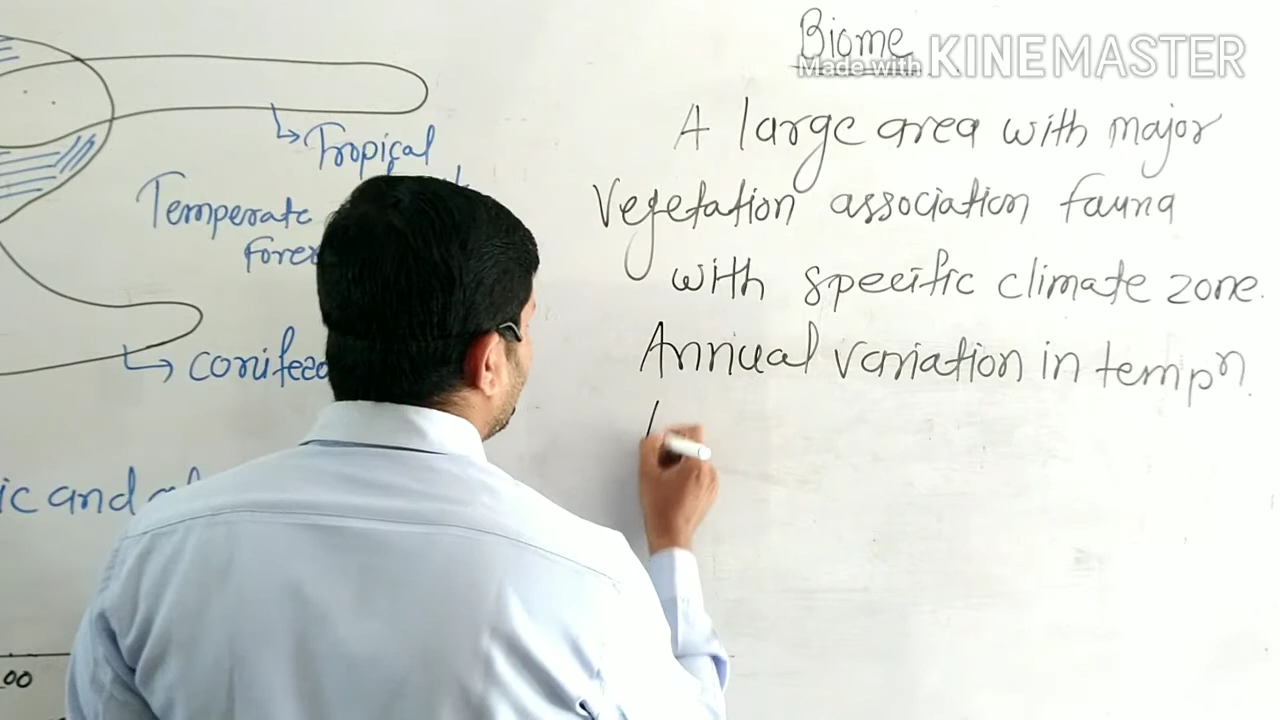 Biome
Made with KINEMASTER
A large area with major
Vegetation association fauna
with specific climate zone.
Annual variation in tempn.
Tropical
Temperate
fores
conifeo
ic and
00